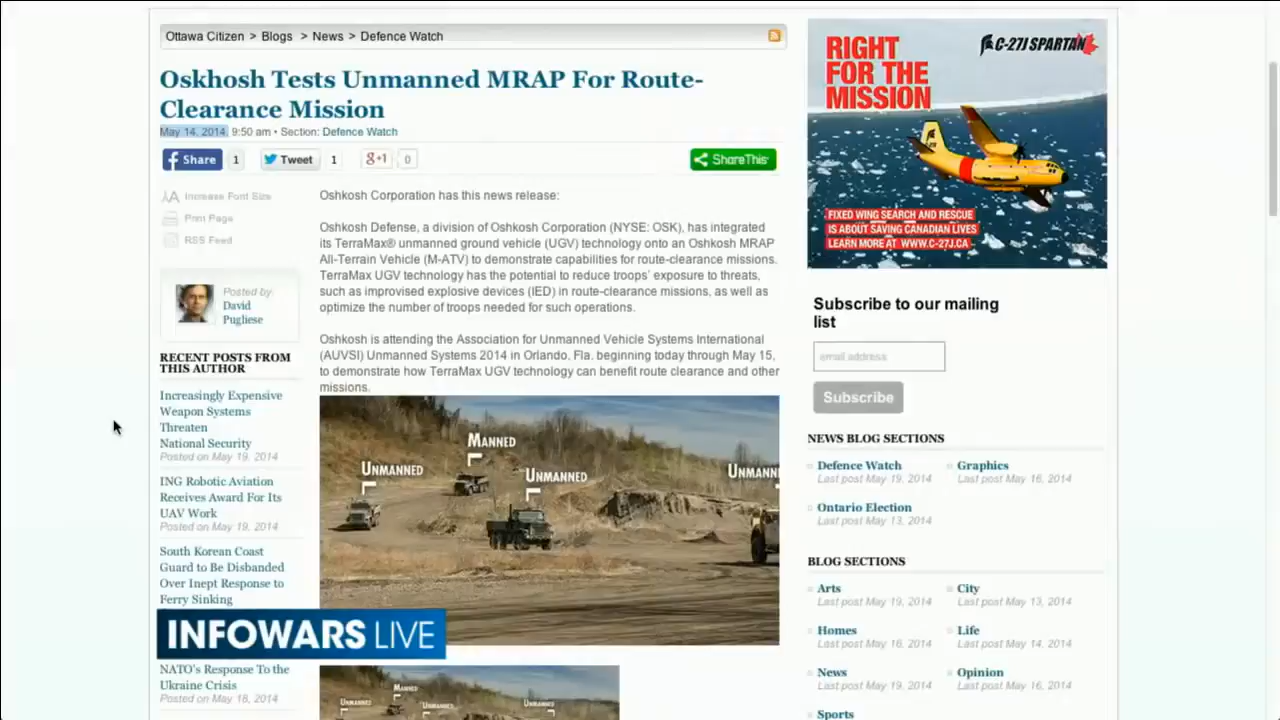 Ottawa Citizen > Blogs > News > Defence Watch
Oskhosh Tests Unmanned MRAP For Route-
Clearance Mission
May 14, 2014. 9:50 am • Section: Defence Watch
Share 1 Tweet 1 g+1 0 ShareThis
Increase Font Size
Print Page
RSS Feed
Posted by:
David
Pugliese
RECENT POSTS FROM
THIS AUTHOR
Increasingly Expensive
Weapon Systems
Threaten
National Security
Posted on May 19, 2014
ING Robotic Aviation
Receives Award For Its
UAV Work
Posted on May 19, 2014
South Korean Coast
Guard to Be Disbanded
Over Inept Response to
Ferry Sinking
INFOWARS LIVE
NATO's Response To the
Ukraine Crisis
Posted on May 18, 2014
Oshkosh Corporation has this news release:
Oshkosh Defense, a division of Oshkosh Corporation (NYSE: OSK), has integrated
its TerraMax® unmanned ground vehicle (UGV) technology onto an Oshkosh MRAP
All-Terrain Vehicle (M-ATV) to demonstrate capabilities for route-clearance missions.
TerraMax UGV technology has the potential to reduce troops' exposure to threats,
such as improvised explosive devices (IED) in route-clearance missions, as well as
optimize the number of troops needed for such operations.
Oshkosh is attending the Association for Unmanned Vehicle Systems International
(AUVSI) Unmanned Systems 2014 in Orlando, Fla. beginning today through May 15,
to demonstrate how TerraMax UGV technology can benefit route clearance and other
missions.
UNMANNED
MANNED
UNMANNED
UNMANN
MANNED
UNMANNED
UNMANNED
UNMANNED
C-27J SPARTAN
RIGHT
FOR THE
MISSION
FIXED WING SEARCH AND RESCUE
IS ABOUT SAVING CANADIAN LIVES
LEARN MORE AT WWW.C-27J.CA
Subscribe to our mailing
list
email address
Subscribe
NEWS BLOG SECTIONS
Defence Watch
Last post May 19, 2014
Graphics
Last post May 16, 2014
Ontario Election
Last post May 13, 2014
BLOG SECTIONS
Arts
Last post May 19, 2014
City
Last post May 13, 2014
Homes
Last post May 16, 2014
Life
Last post May 14, 2014
News
Last post May 19, 2014
Opinion
Last post May 16, 2014
Sports